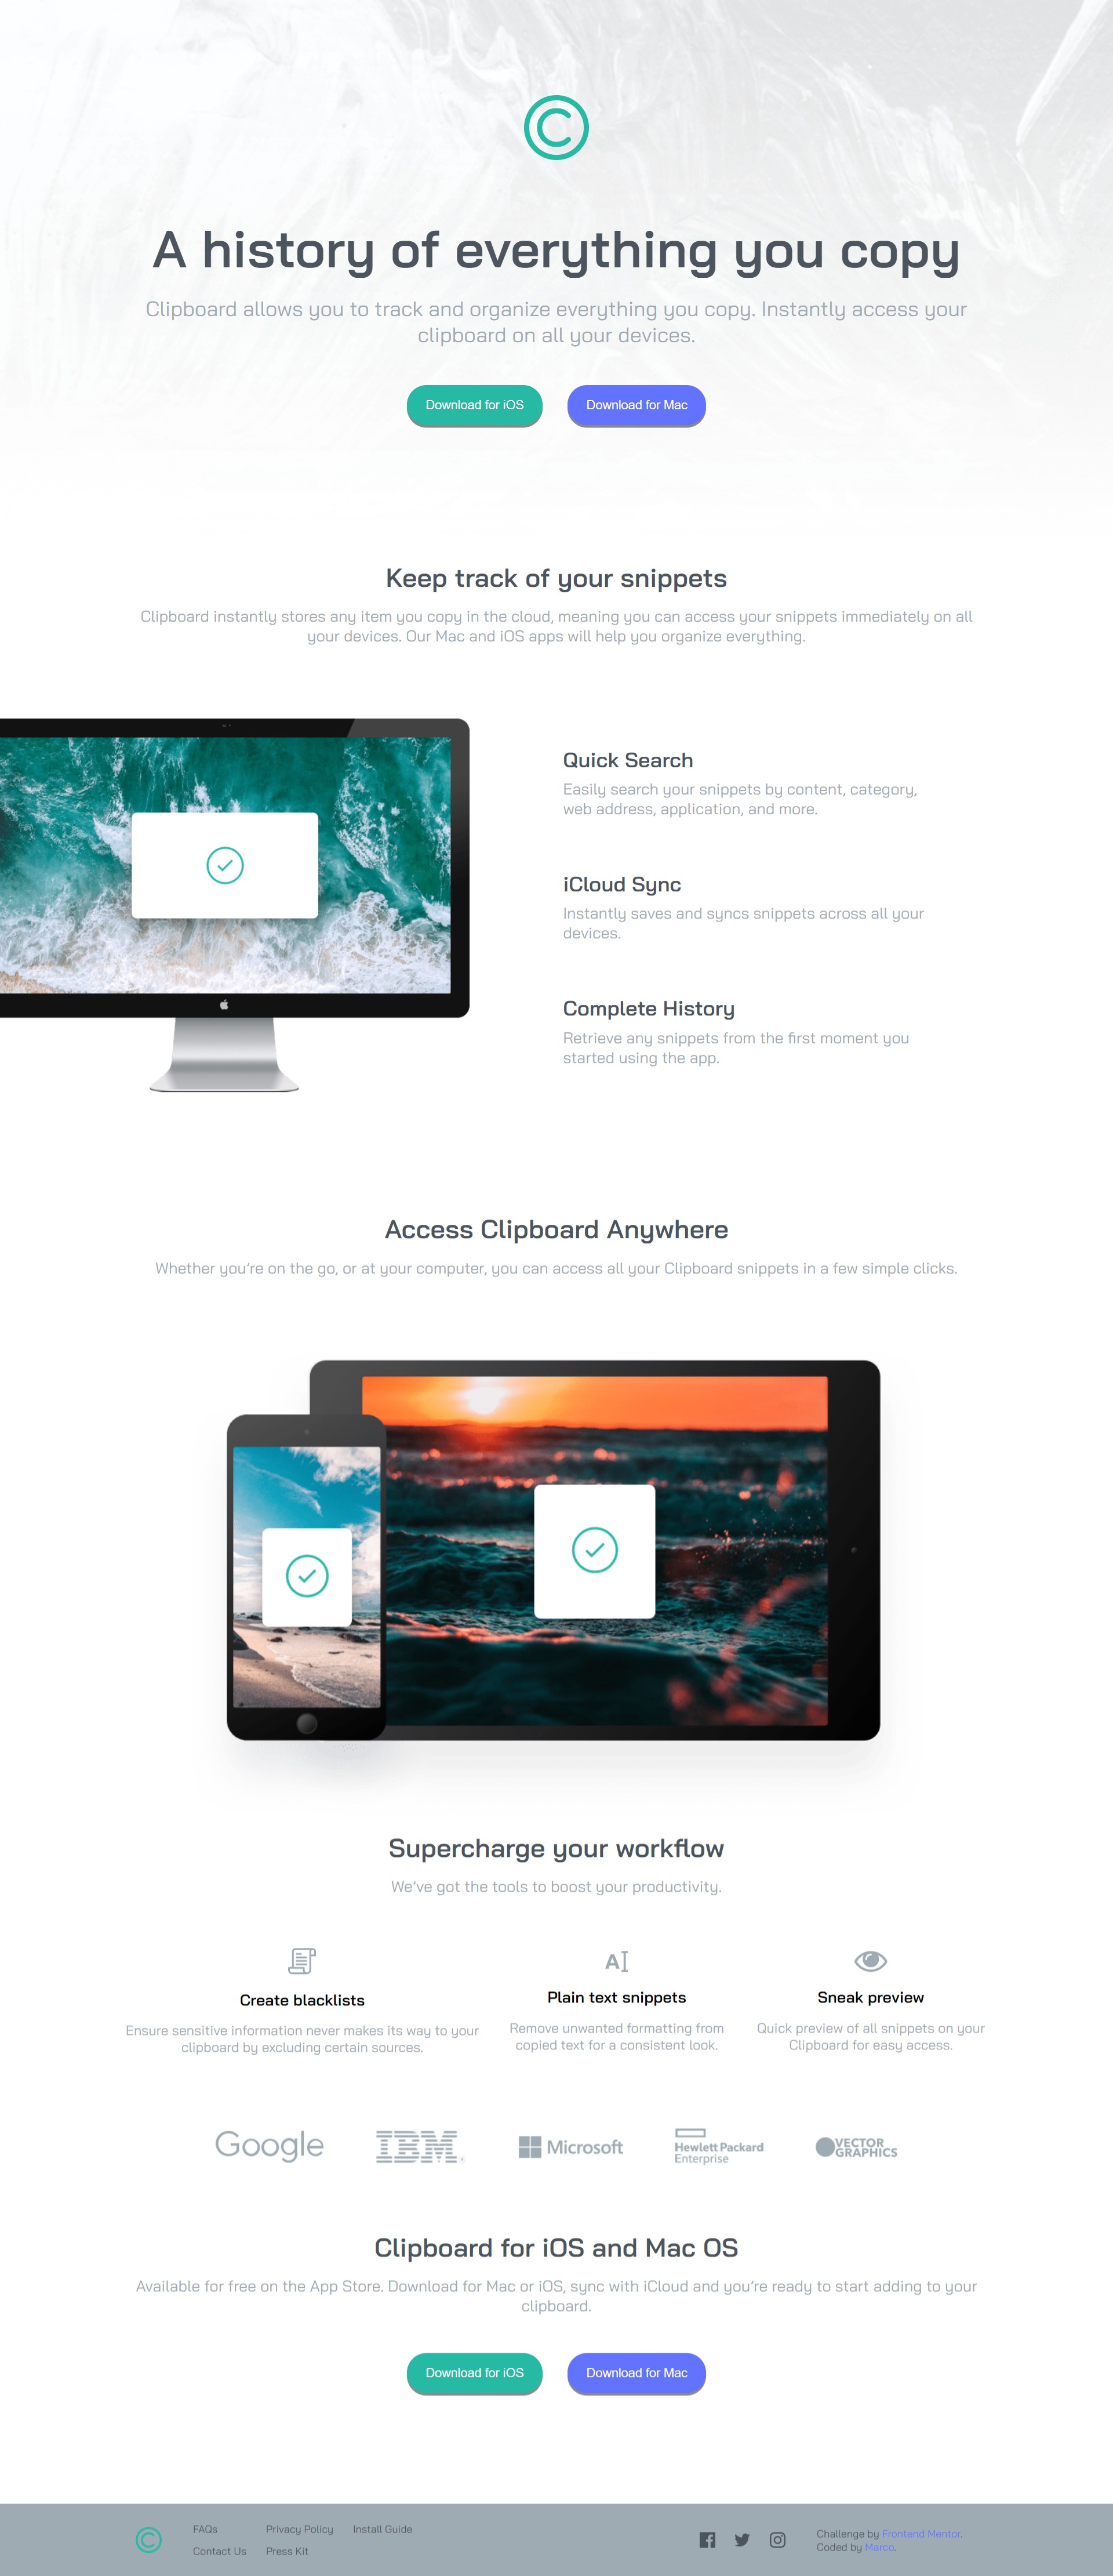 A history of everything you copy
Clipboard allows you to track and organize everything you copy. Instantly access your
clipboard on all your devices.
Download for iOS
Download for Mac
Keep track of your snippets
Clipboard instantly stores any item you copy in the cloud, meaning you can access your snippets immediately on all
your devices. Our Mac and iOS apps will help you organize everything.
Quick Search
Easily search your snippets by content, category,
web address, application, and more.
iCloud Sync
Instantly saves and syncs snippets across all your
devices.
Complete History
Retrieve any snippets from the first moment you
started using the app.
Access Clipboard Anywhere
Whether you’re on the go, or at your computer, you can access all your Clipboard snippets in a few simple clicks.
Supercharge your workflow
We’ve got the tools to boost your productivity.
Create blacklists
Ensure sensitive information never makes its way to your
clipboard by excluding certain sources.
Plain text snippets
Remove unwanted formatting from
copied text for a consistent look.
Sneak preview
Quick preview of all snippets on your
Clipboard for easy access.
Google
IBM
Microsoft
Hewlett Packard
Enterprise
VECTOR
GRAPHICS
Clipboard for iOS and Mac OS
Available for free on the App Store. Download for Mac or iOS, sync with iCloud and you’re ready to start adding to your
clipboard.
Download for iOS
Download for Mac
FAQs
Contact Us
Privacy Policy
Press Kit
Install Guide
Challenge by Frontend Mentor.
Coded by Marco.